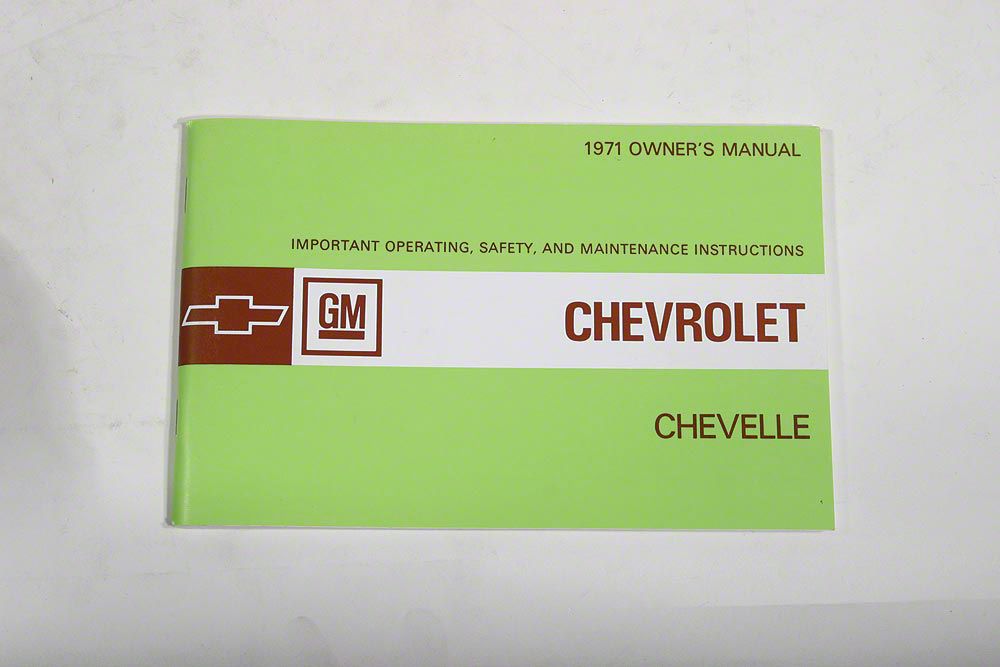 1971 OWNER'S MANUAL
IMPORTANT OPERATING, SAFETY, AND MAINTENANCE INSTRUCTIONS
GM
CHEVROLET
CHEVELLE